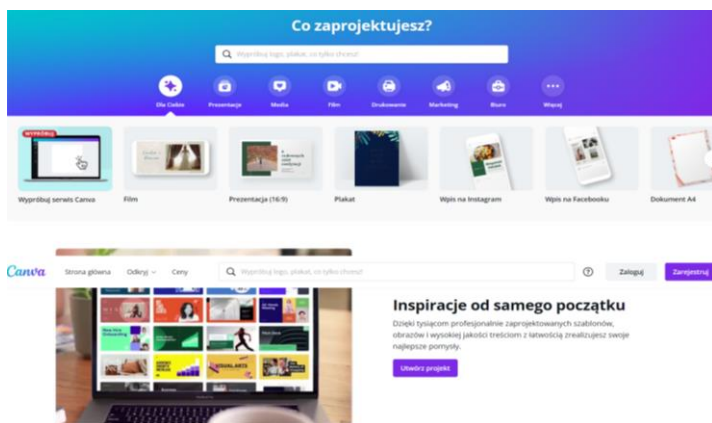 Co zaprojektujesz?
Wypróbuj logo, plakat, co tylko chcesz!
Dla Ciebie Prezentacje Media Film Drukowanie Marketing Biuro Więcej
WYPRÓBUJ
Wypróbuj serwis Canva Film Prezentacja (16:9) Plakat Wpis na Instagram Wpis na Facebooku Dokument A4
Canva Strona główna Odkryj Ceny Wypróbuj logo, plakat, co tylko chcesz! Zaloguj Zarejestruj
Inspiracje od samego początku
Dzięki tysiącom profesjonalnie zaprojektowanych szablonów,
obrazów i wysokiej jakości treściom z łatwością zrealizujesz swoje
najlepsze pomysły.
Utwórz projekt
VISUAL ARTS